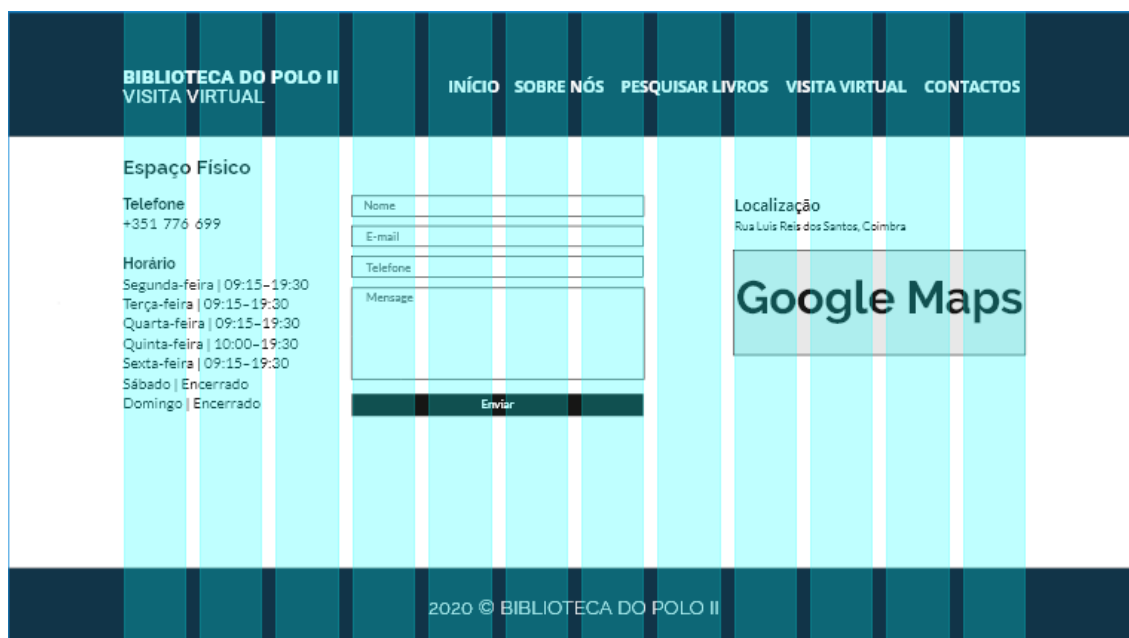 BIBLIOTECA DO POLO II
VISITA VIRTUAL
INÍCIO SOBRE NÓS PESQUISAR LIVROS VISITA VIRTUAL CONTACTOS
Espaço Físico
Telefone
+351 776 699
Horário
Segunda-feira | 09:15–19:30
Terça-feira | 09:15–19:30
Quarta-feira | 09:15–19:30
Quinta-feira | 10:00–19:30
Sexta-feira | 09:15–19:30
Sábado | Encerrado
Domingo | Encerrado
Nome
E-mail
Telefone
Mensage
Enviar
Localização
Rua Luis Reis dos Santos, Coimbra
Google Maps
2020 © BIBLIOTECA DO POLO II